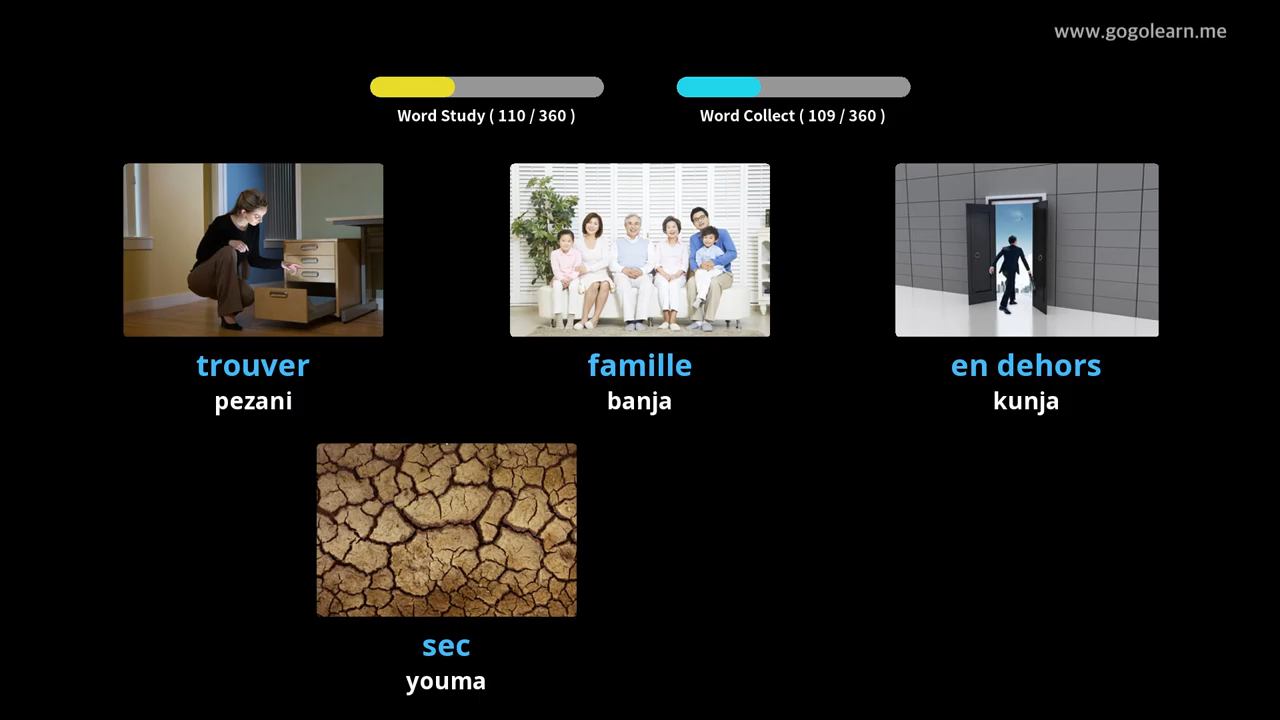 www.gogolearn.me
Word Study ( 110 / 360 )
Word Collect ( 109 / 360 )
trouver
pezani
famille
banja
en dehors
kunja
sec
youma